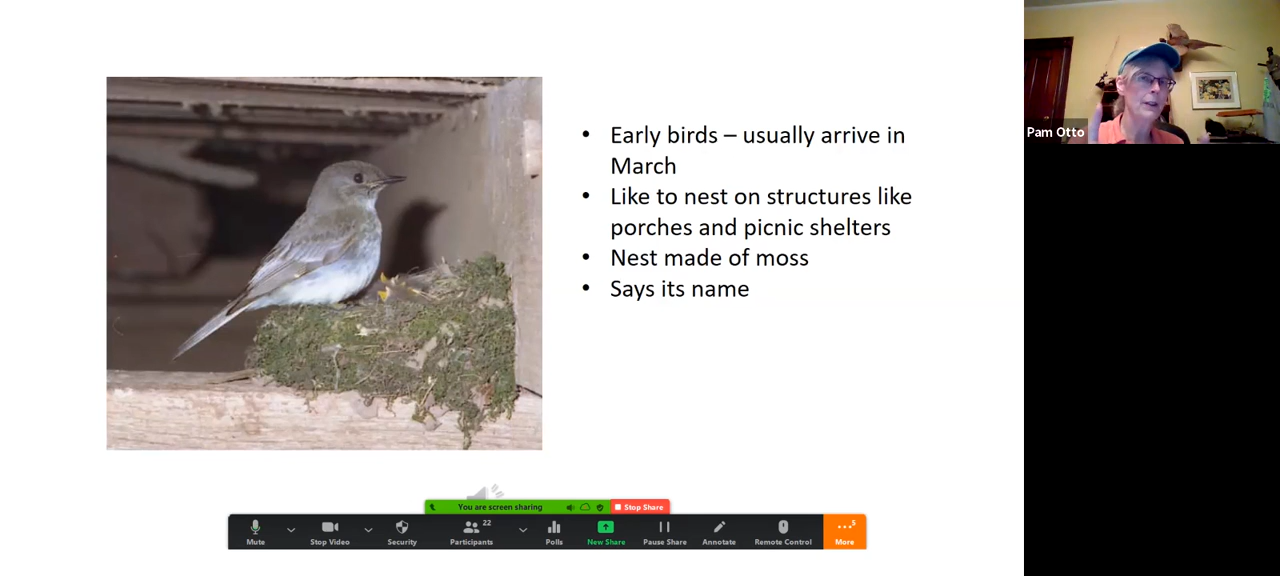 • Early birds – usually arrive in
March
• Like to nest on structures like
porches and picnic shelters
• Nest made of moss
• Says its name
Pam Otto
You are screen sharing
Stop Share
Mute
Stop Video
Security
Participants
22
Polls
New Share
Pause Share
Annotate
Remote Control
More
5